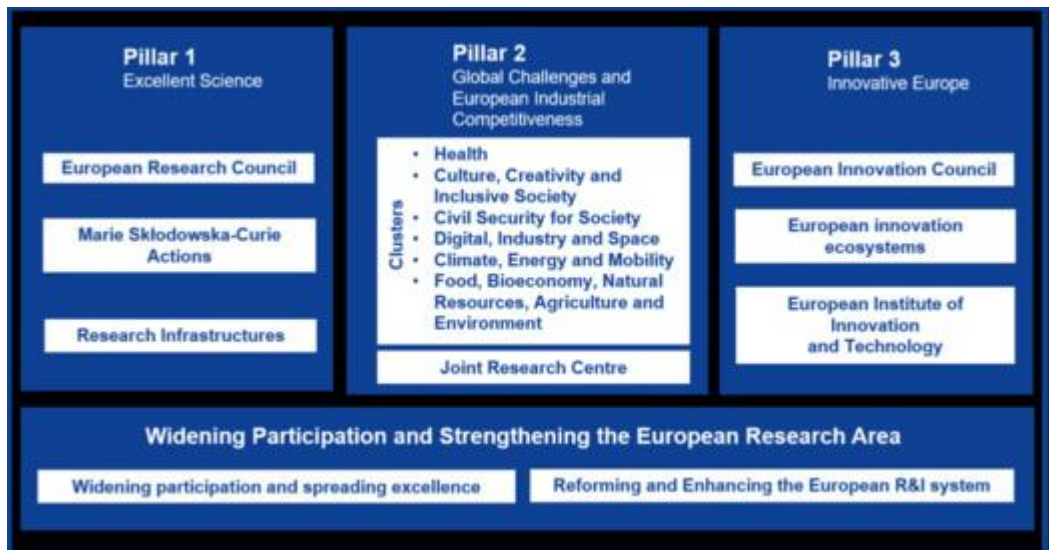 Pillar 1
Excellent Science
European Research Council
Marie Skłodowska-Curie
Actions
Research Infrastructures
Pillar 2
Global Challenges and
European Industrial
Competitiveness
Clusters
• Health
• Culture, Creativity and
Inclusive Society
• Civil Security for Society
• Digital, Industry and Space
• Climate, Energy and Mobility
• Food, Bioeconomy, Natural
Resources, Agriculture and
Environment
Joint Research Centre
Pillar 3
Innovative Europe
European Innovation Council
European innovation
ecosystems
European Institute of
Innovation
and Technology
Widening Participation and Strengthening the European Research Area
Widening participation and spreading excellence
Reforming and Enhancing the European R&I system